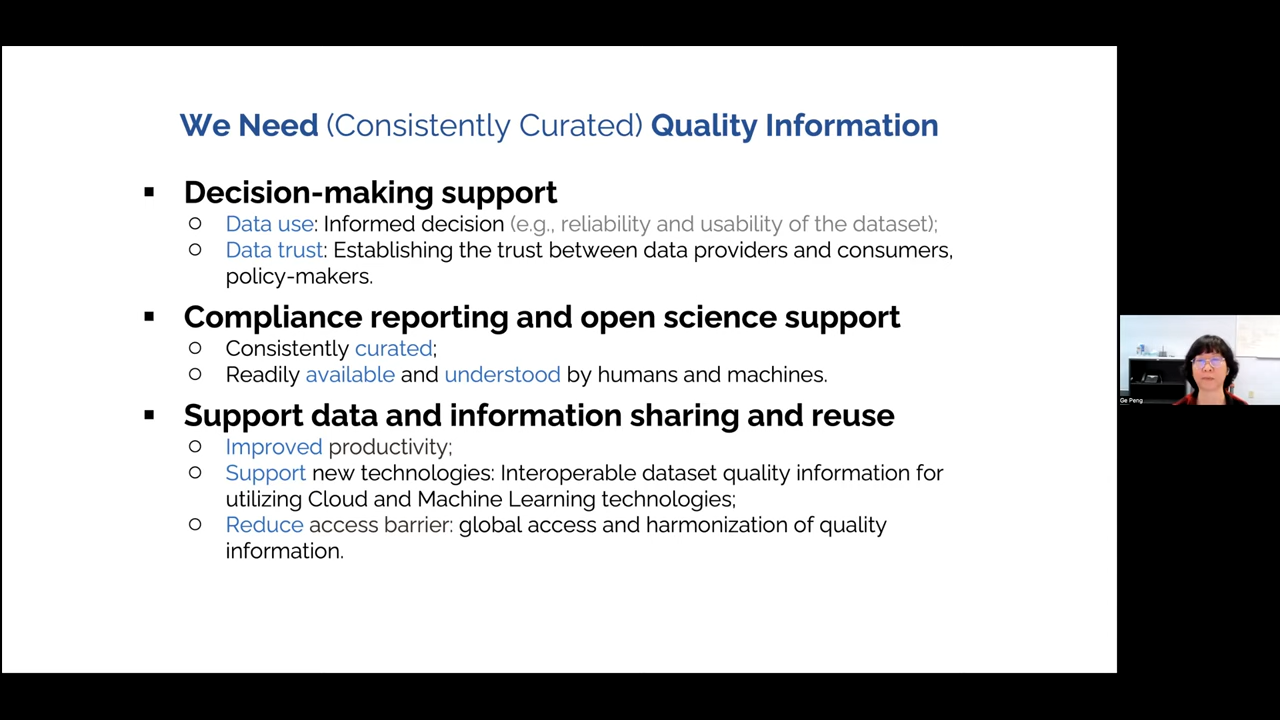 We Need (Consistently Curated) Quality Information
▪ Decision-making support
○ Data use: Informed decision (e.g., reliability and usability of the dataset);
○ Data trust: Establishing the trust between data providers and consumers,
policy-makers.
▪ Compliance reporting and open science support
○ Consistently curated;
○ Readily available and understood by humans and machines.
▪ Support data and information sharing and reuse
○ Improved productivity;
○ Support new technologies: Interoperable dataset quality information for
utilizing Cloud and Machine Learning technologies;
○ Reduce access barrier: global access and harmonization of quality
information.
Ge Peng